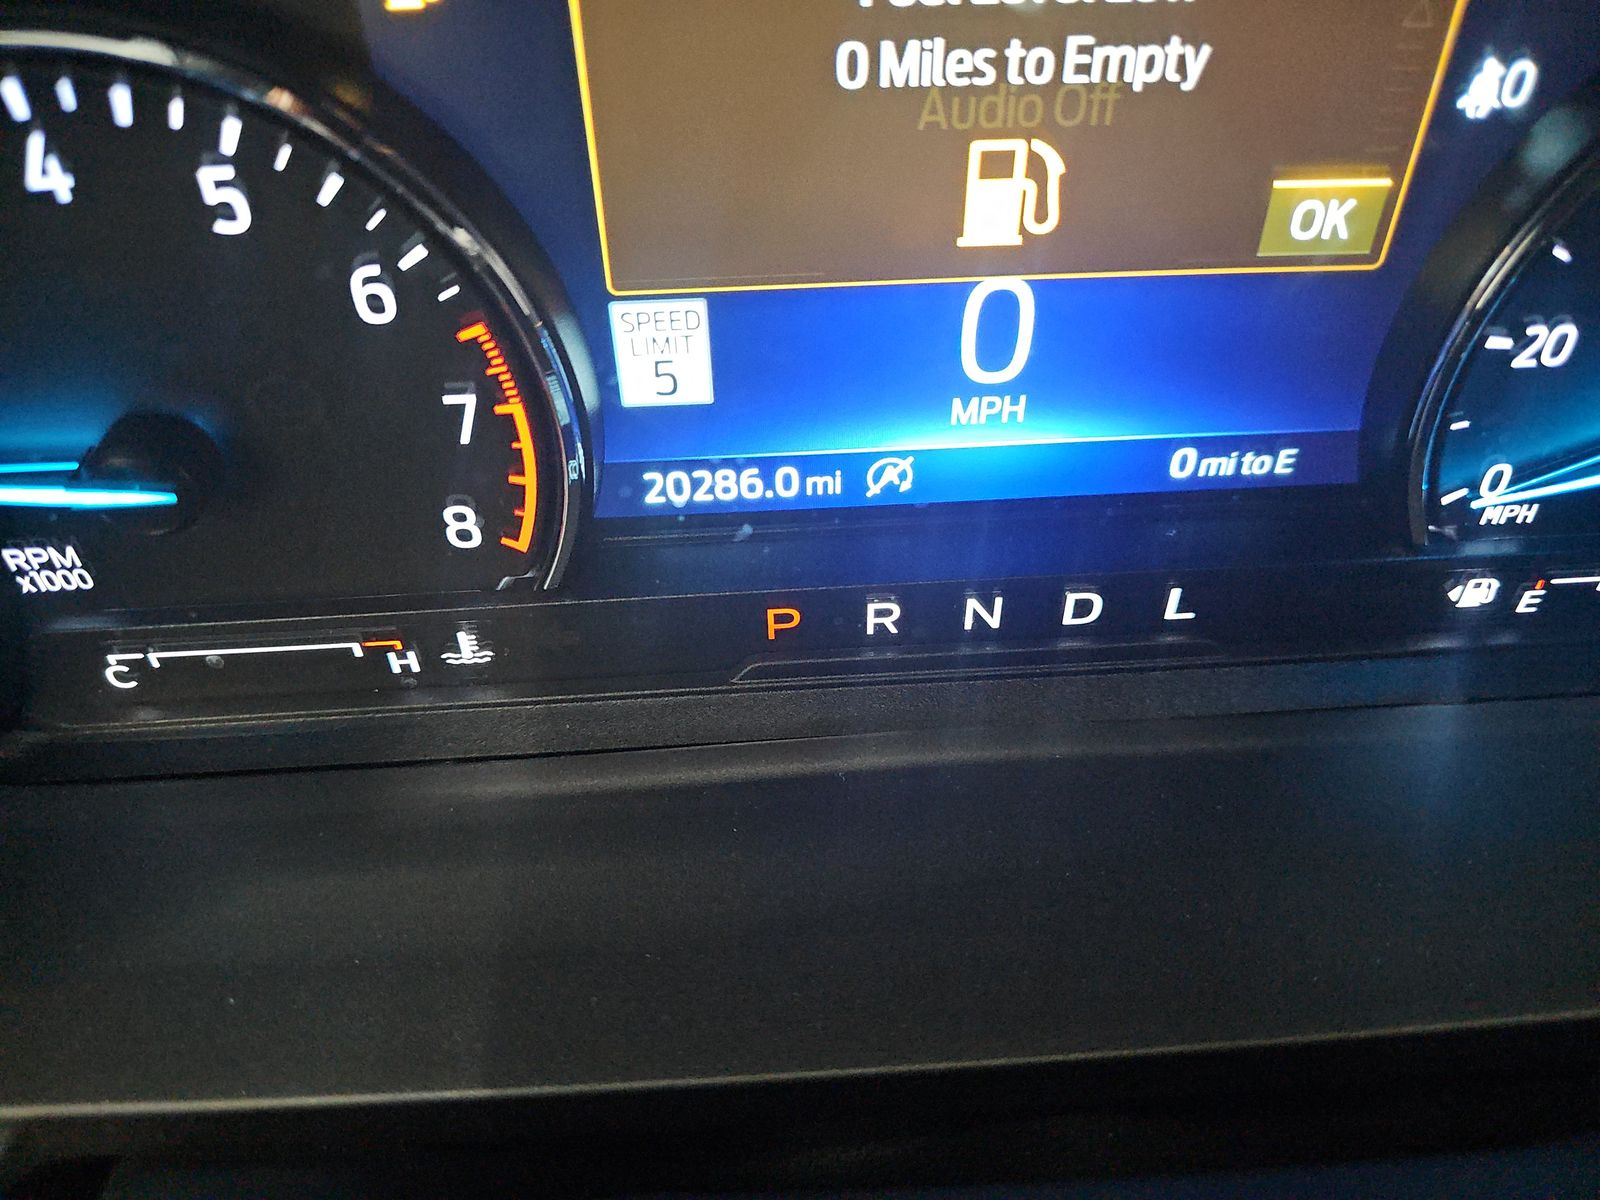 0 Miles to Empty
Audio Off
OK
4
5
6
7
8
RPM
x1000
SPEED
LIMIT
5
0
MPH
20286.0 mi
0 mi to E
0
20
0
MPH
C
H
P R N D L
E